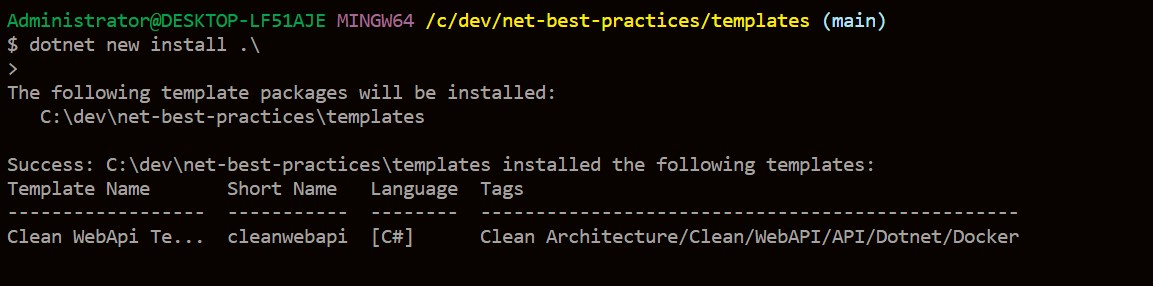 Administrator@DESKTOP-LF51AJE MINGW64 /c/dev/net-best-practices/templates (main)
$ dotnet new install .\
>
The following template packages will be installed:
   C:\dev\net-best-practices\templates

Success: C:\dev\net-best-practices\templates installed the following templates:
Template Name       Short Name   Language  Tags
------------------  -----------  --------  -------------------------------------------------
Clean WebApi Te...  cleanwebapi  [C#]      Clean Architecture/Clean/WebAPI/API/Dotnet/Docker